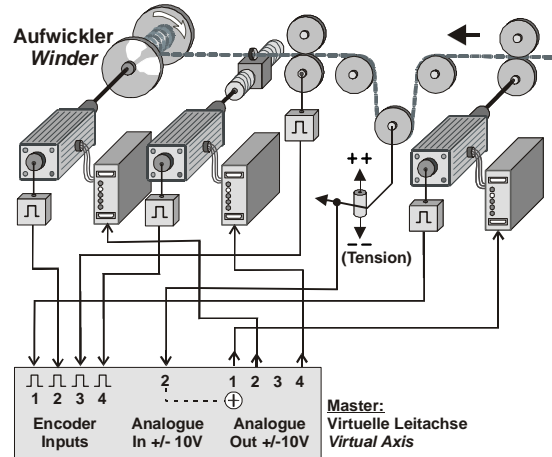 Aufwickler
Winder
++
--
(Tension)
1 2 3 4
Encoder
Inputs
2
Analogue
In +/- 10V
1 2 3 4
Analogue
Out +/-10V
Master:
Virtuelle Leitachse
Virtual Axis